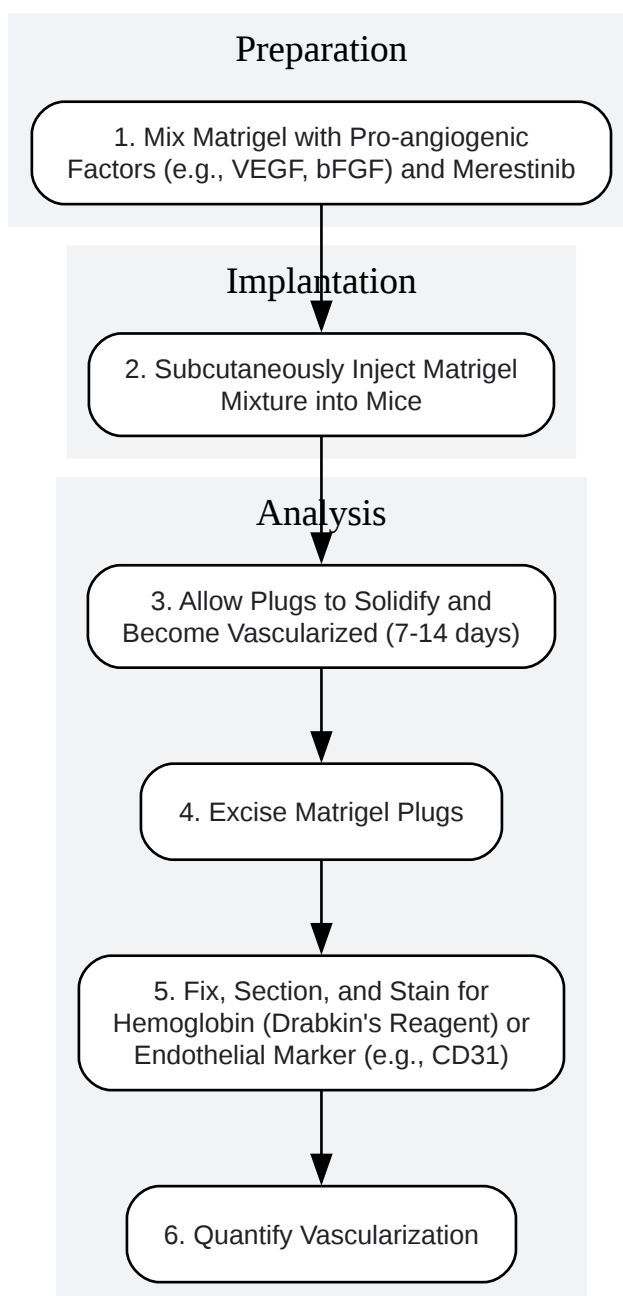 Preparation
1. Mix Matrigel with Pro-angiogenic
Factors (e.g., VEGF, bFGF) and Merestinib
Implantation
2. Subcutaneously Inject Matrigel
Mixture into Mice
Analysis
3. Allow Plugs to Solidify and
Become Vascularized (7-14 days)
4. Excise Matrigel Plugs
5. Fix, Section, and Stain for
Hemoglobin (Drabkin's Reagent) or
Endothelial Marker (e.g., CD31)
6. Quantify Vascularization